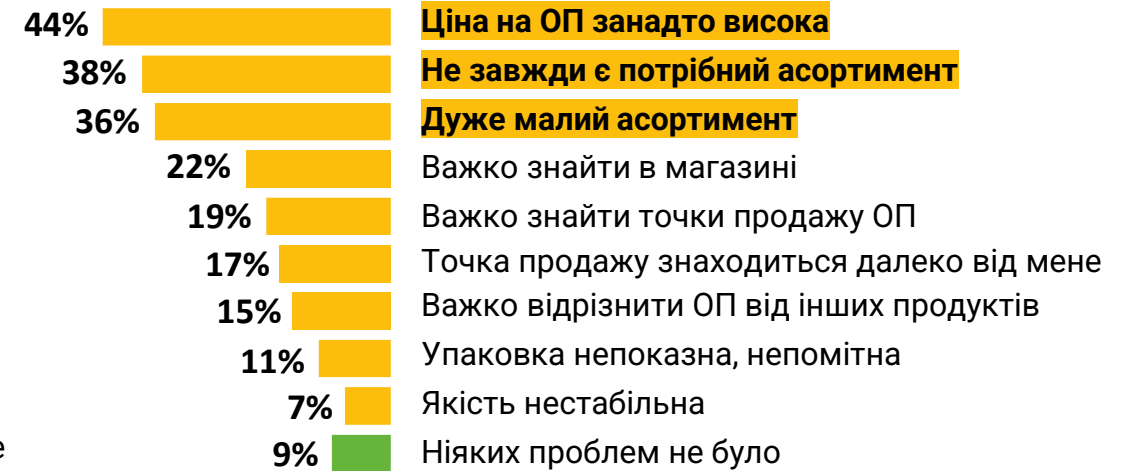 44% Ціна на ОП занадто висока
38% Не завжди є потрібний асортимент
36% Дуже малий асортимент
22% Важко знайти в магазині
19% Важко знайти точки продажу ОП
17% Точка продажу знаходиться далеко від мене
15% Важко відрізнити ОП від інших продуктів
11% Упаковка непоказна, непомітна
7% Якість нестабільна
9% Ніяких проблем не було